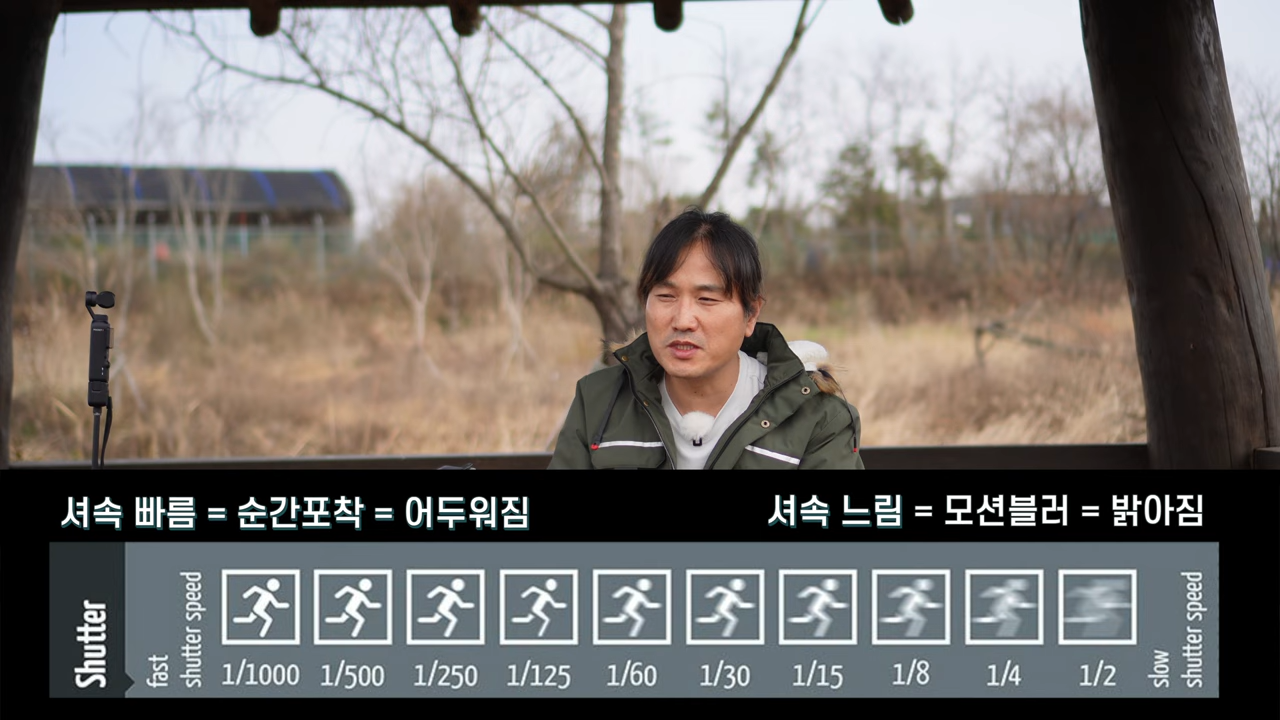 셔속 빠름 = 순간포착 = 어두워짐
셔속 느림 = 모션블러 = 밝아짐
Shutter
fast
shutter speed
1/1000 1/500 1/250 1/125 1/60 1/30 1/15 1/8 1/4 1/2
slow
shutter speed